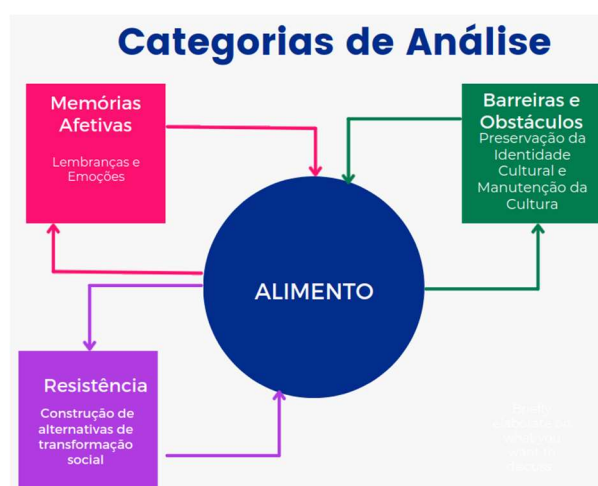 Categorias de Análise
Memórias
Afetivas
Lembranças e
Emoções
Barreiras e
Obstáculos
Preservação da
Identidade
Cultural e
Manutenção da
Cultura
ALIMENTO
Resistência
Construção de
alternativas de
transformação
social